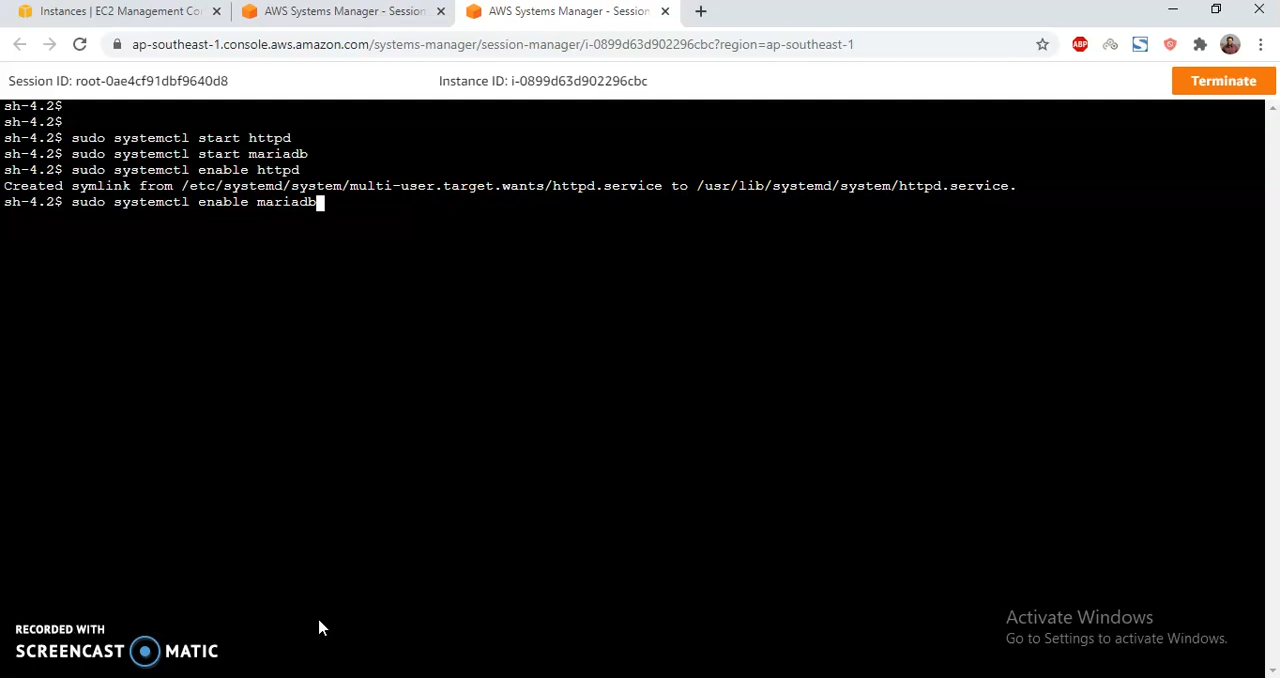 Instances | EC2 Management Co
AWS Systems Manager - Session
AWS Systems Manager - Session
ap-southeast-1.console.aws.amazon.com/systems-manager/session-manager/i-0899d63d902296cbc?region=ap-southeast-1
ABP
Session ID: root-0ae4cf91dbf9640d8
Instance ID: i-0899d63d902296cbc
Terminate
sh-4.2$
sh-4.2$
sh-4.2$ sudo systemctl start httpd
sh-4.2$ sudo systemctl start mariadb
sh-4.2$ sudo systemctl enable httpd
Created symlink from /etc/systemd/system/multi-user.target.wants/httpd.service to /usr/lib/systemd/system/httpd.service.
sh-4.2$ sudo systemctl enable mariadb
Activate Windows
Go to Settings to activate Windows.
RECORDED WITH
SCREENCAST MATIC